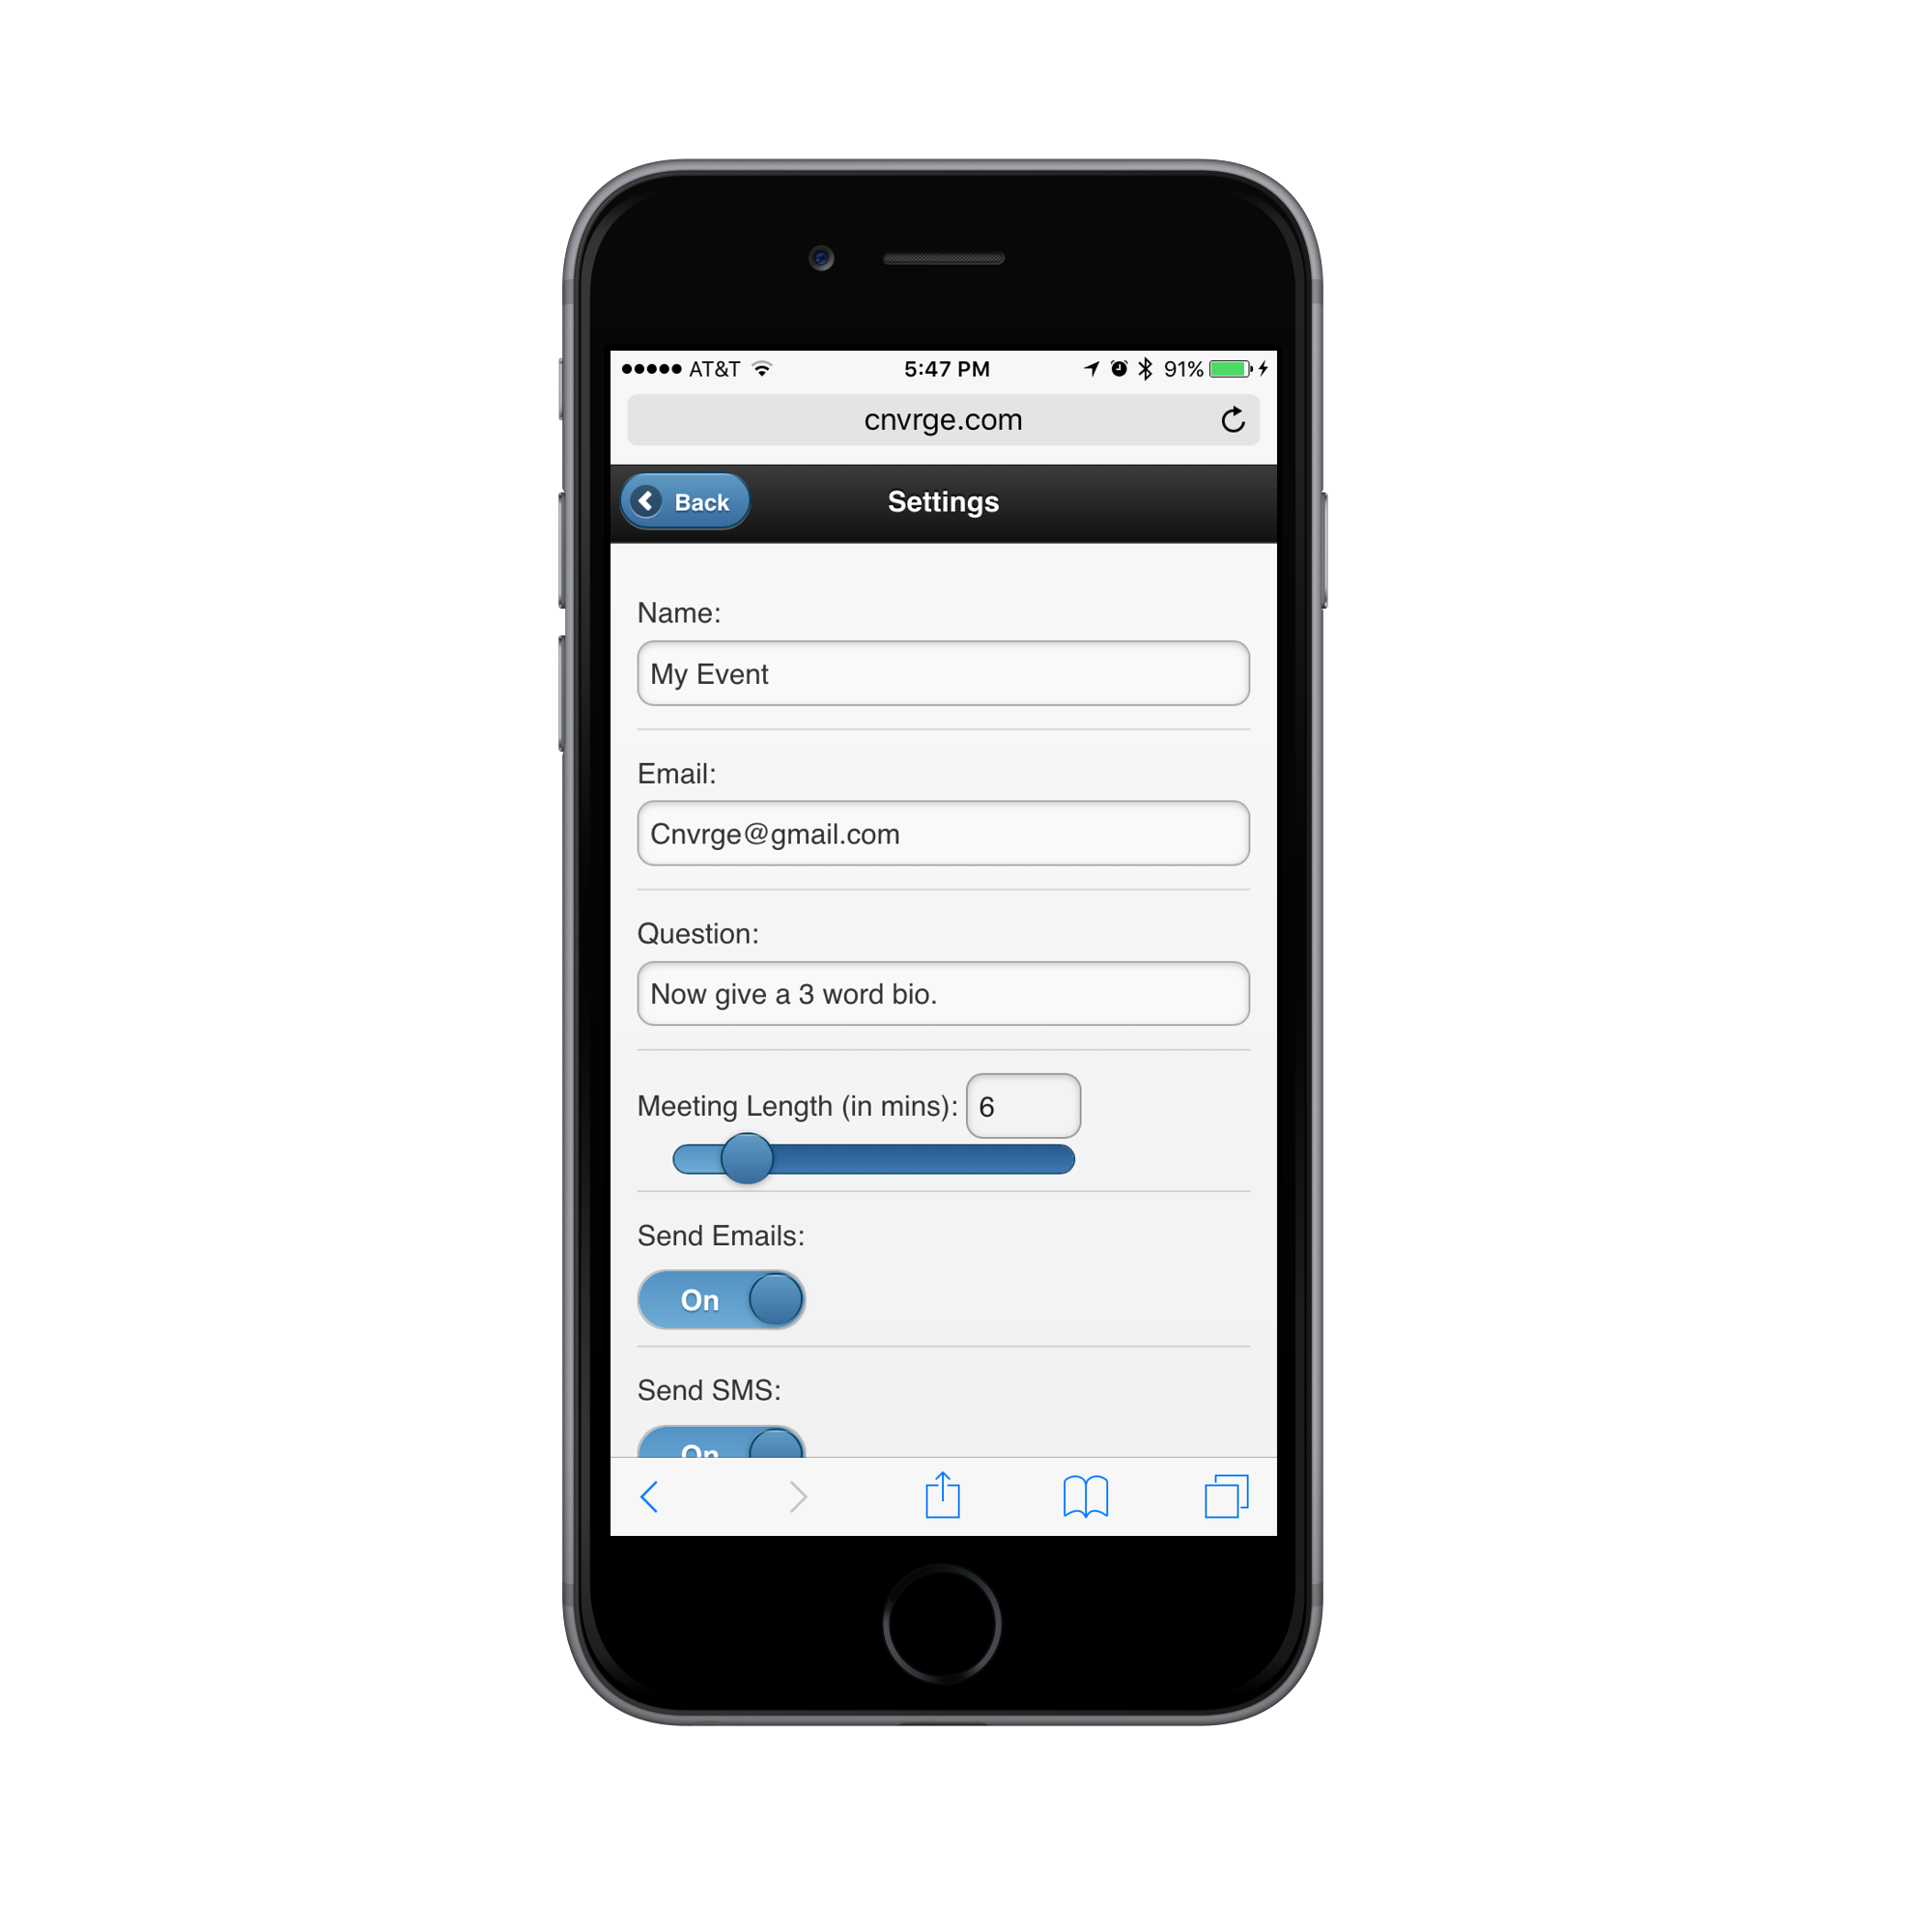 AT&T 5:47 PM 91%
cnvrge.com
Back Settings
Name:
My Event
Email:
Cnvrge@gmail.com
Question:
Now give a 3 word bio.
Meeting Length (in mins): 6
Send Emails:
On
Send SMS:
On